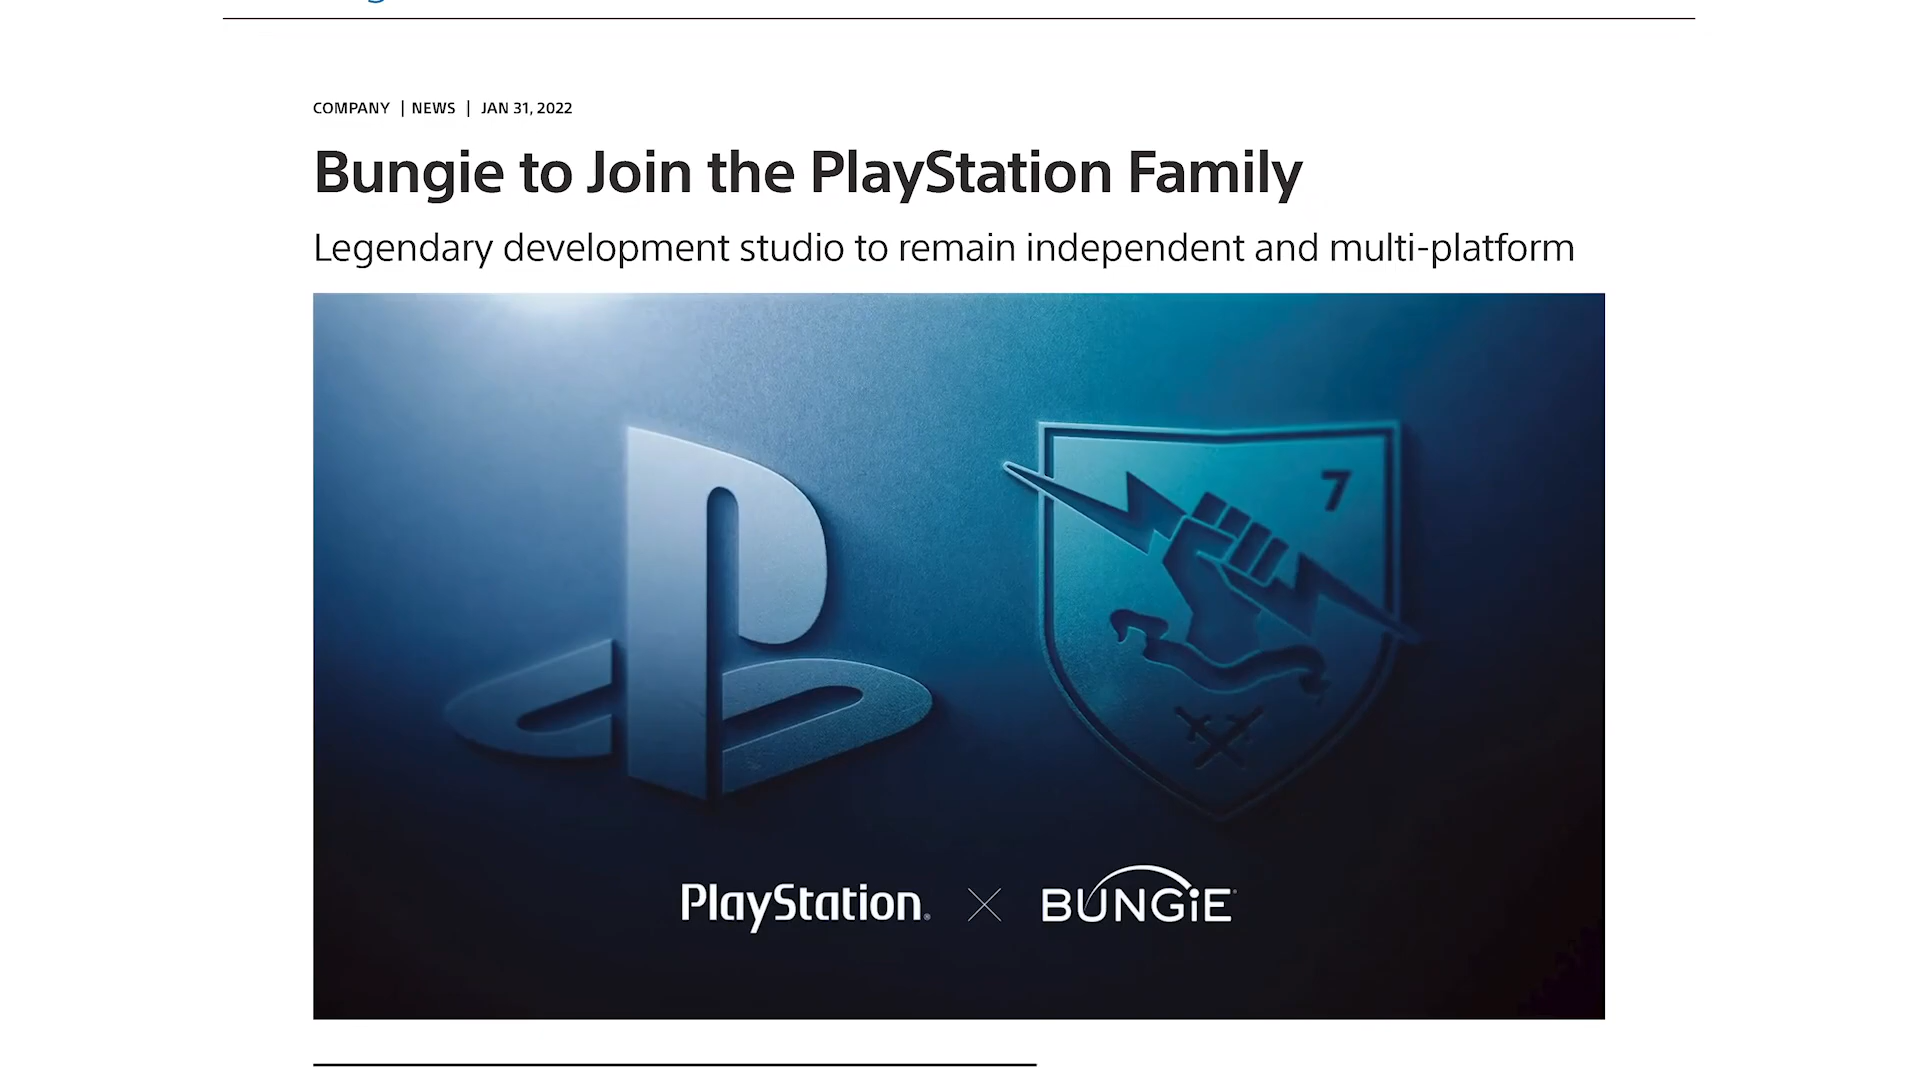 COMPANY | NEWS | JAN 31, 2022
Bungie to Join the PlayStation Family
Legendary development studio to remain independent and multi-platform
7
PlayStation® X BUNGiE®